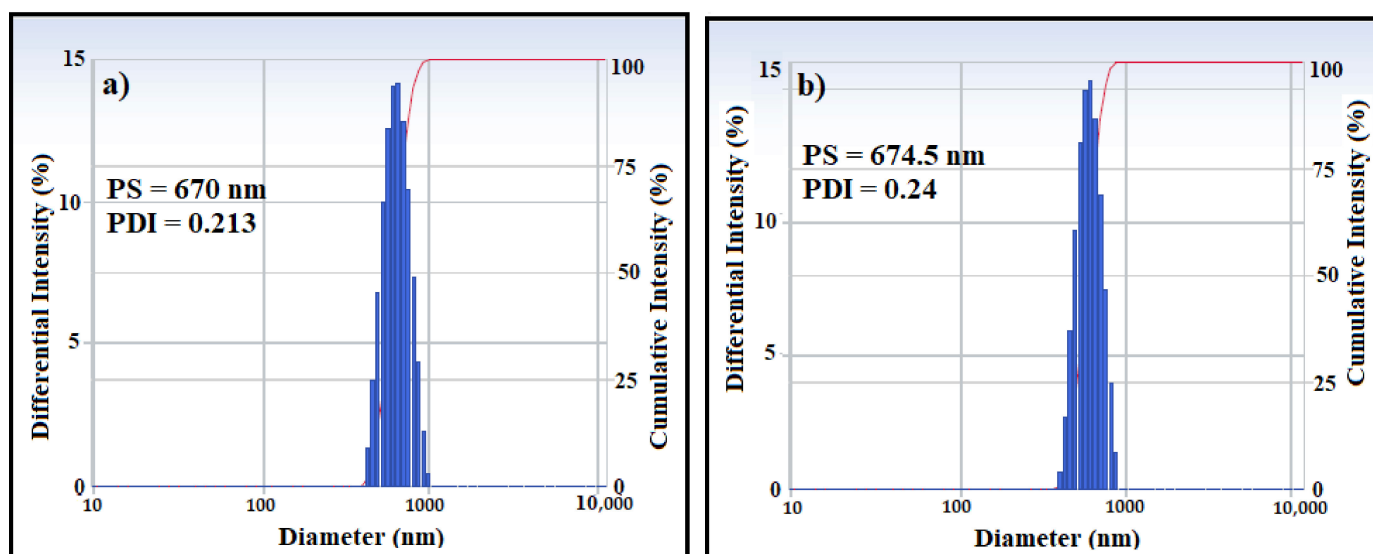 a)
PS = 670 nm
PDI = 0.213
Differential Intensity (%)
15
10
5
0
Cumulative Intensity (%)
100
75
50
25
0
10
100
1000
10,000
Diameter (nm)
b)
PS = 674.5 nm
PDI = 0.24
Differential Intensity (%)
15
10
5
0
Cumulative Intensity (%)
100
75
50
25
0
10
100
1000
10,000
Diameter (nm)